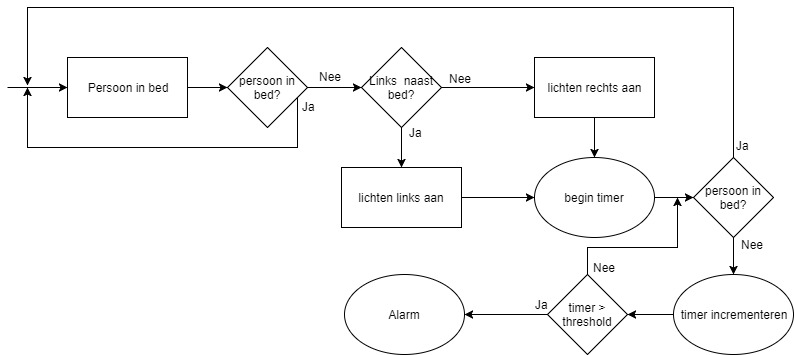 Persoon in bed
persoon in
bed?
Nee
Ja
Links naast
bed?
Nee
Ja
lichten rechts aan
lichten links aan
begin timer
persoon in
bed?
Ja
Nee
timer incrementeren
timer >
threshold
Nee
Ja
Alarm